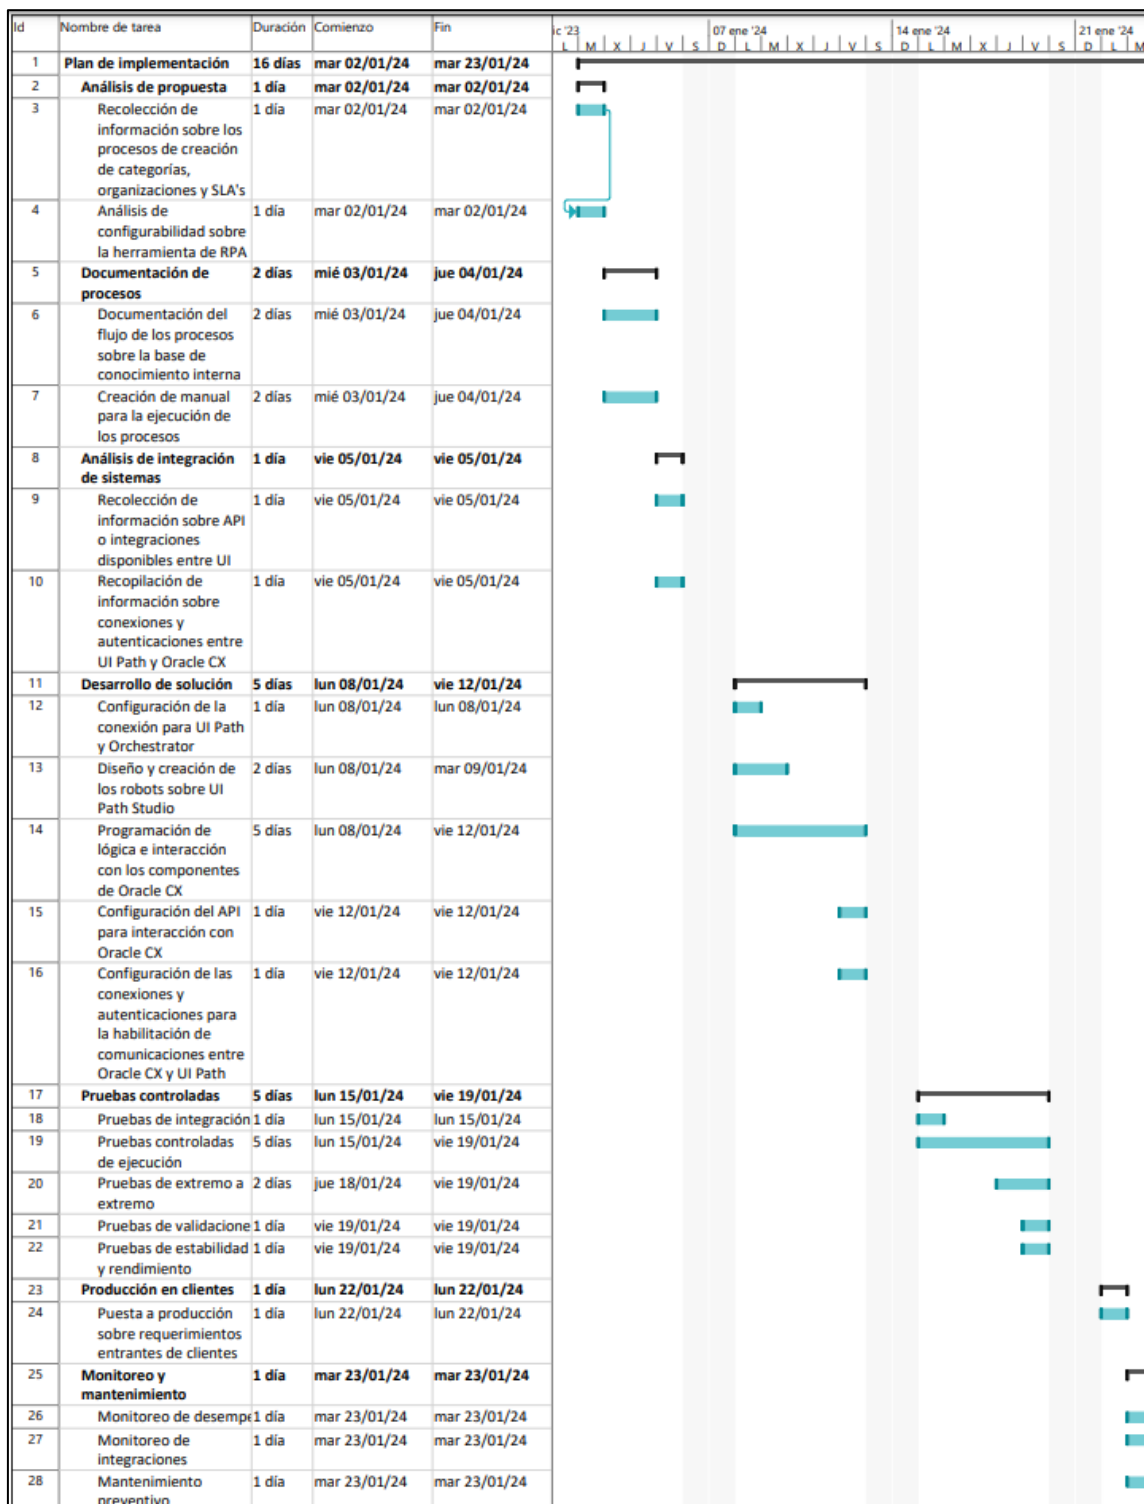 Id Nombre de tarea Duración Comienzo Fin
ic '23 07 ene '24 14 ene '24 21 ene '24
L M X J V S D L M X J V S D L M X J V S D L M
1 Plan de implementación 16 días mar 02/01/24 mar 23/01/24
2 Análisis de propuesta 1 día mar 02/01/24 mar 02/01/24
3 Recolección de 1 día mar 02/01/24 mar 02/01/24
información sobre los
procesos de creación
de categorías,
organizaciones y SLA's
4 Análisis de 1 día mar 02/01/24 mar 02/01/24
configurabilidad sobre
la herramienta de RPA
5 Documentación de 2 días mié 03/01/24 jue 04/01/24
procesos
6 Documentación del 2 días mié 03/01/24 jue 04/01/24
flujo de los procesos
sobre la base de
conocimiento interna
7 Creación de manual 2 días mié 03/01/24 jue 04/01/24
para la ejecución de
los procesos
8 Análisis de integración 1 día vie 05/01/24 vie 05/01/24
de sistemas
9 Recolección de 1 día vie 05/01/24 vie 05/01/24
información sobre API
o integraciones
disponibles entre UI
10 Recopilación de 1 día vie 05/01/24 vie 05/01/24
información sobre
conexiones y
autenticaciones entre
UI Path y Oracle CX
11 Desarrollo de solución 5 días lun 08/01/24 vie 12/01/24
12 Configuración de la 1 día lun 08/01/24 lun 08/01/24
conexión para UI Path
y Orchestrator
13 Diseño y creación de 2 días lun 08/01/24 mar 09/01/24
los robots sobre UI
Path Studio
14 Programación de 5 días lun 08/01/24 vie 12/01/24
lógica e interacción
con los componentes
de Oracle CX
15 Configuración del API 1 día vie 12/01/24 vie 12/01/24
para interacción con
Oracle CX
16 Configuración de las 1 día vie 12/01/24 vie 12/01/24
conexiones y
autenticaciones para
la habilitación de
comunicaciones entre
Oracle CX y UI Path
17 Pruebas controladas 5 días lun 15/01/24 vie 19/01/24
18 Pruebas de integración 1 día lun 15/01/24 lun 15/01/24
19 Pruebas controladas 5 días lun 15/01/24 vie 19/01/24
de ejecución
20 Pruebas de extremo a 2 días jue 18/01/24 vie 19/01/24
extremo
21 Pruebas de validacione 1 día vie 19/01/24 vie 19/01/24
22 Pruebas de estabilidad 1 día vie 19/01/24 vie 19/01/24
y rendimiento
23 Producción en clientes 1 día lun 22/01/24 lun 22/01/24
24 Puesta a producción 1 día lun 22/01/24 lun 22/01/24
sobre requerimientos
entrantes de clientes
25 Monitoreo y 1 día mar 23/01/24 mar 23/01/24
mantenimiento
26 Monitoreo de desempe 1 día mar 23/01/24 mar 23/01/24
27 Monitoreo de 1 día mar 23/01/24 mar 23/01/24
integraciones
28 Mantenimiento 1 día mar 23/01/24 mar 23/01/24
preventivo